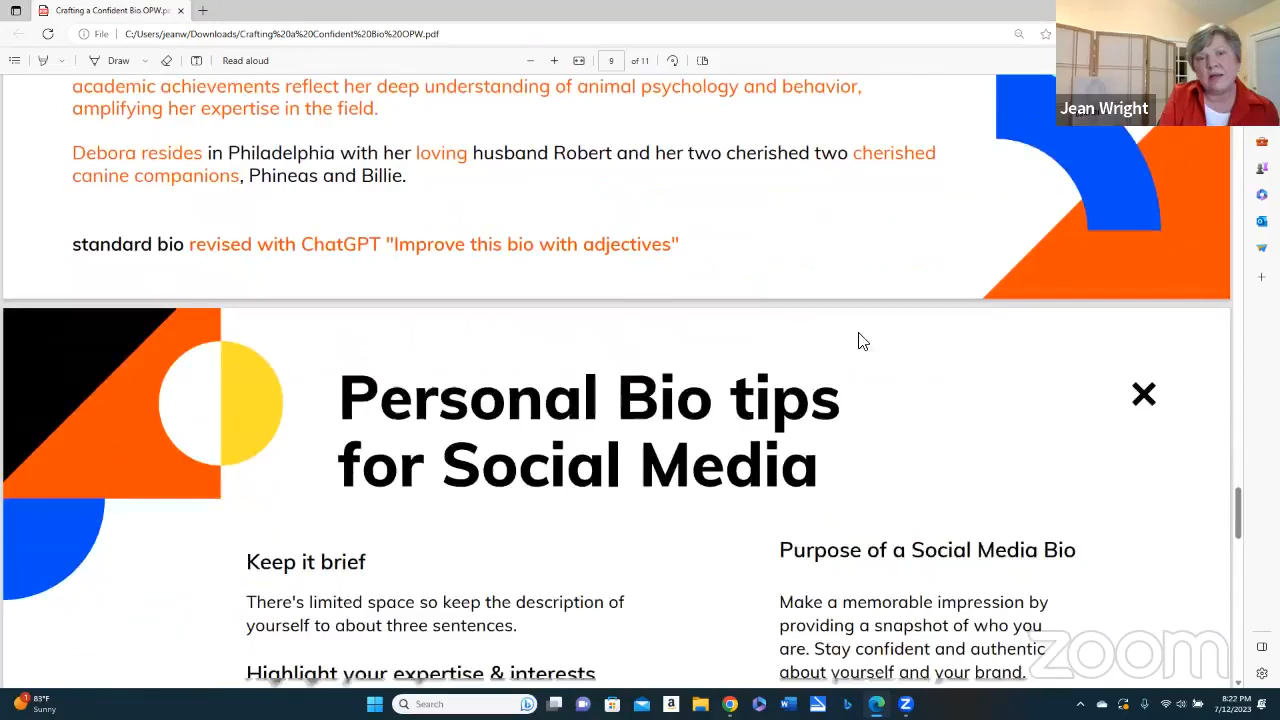 Crafting a Confident Bio OPW.pd
File
C:/Users/jeanw/Downloads/Crafting%20a%20Confident%20Bio%20OPW.pdf
Draw
Read aloud
9
of 11
Jean Wright
academic achievements reflect her deep understanding of animal psychology and behavior,
amplifying her expertise in the field.
Debora resides in Philadelphia with her loving husband Robert and her two cherished two cherished
canine companions, Phineas and Billie.
standard bio revised with ChatGPT "Improve this bio with adjectives"
Personal Bio tips
for Social Media
Keep it brief
There's limited space so keep the description of
yourself to about three sentences.
Highlight your expertise & interests
Purpose of a Social Media Bio
Make a memorable impression by
providing a snapshot of who you
are. Stay confident and authentic
about yourself and your brand.
zoom
83°F
Sunny
Search
8:22 PM
7/12/2023